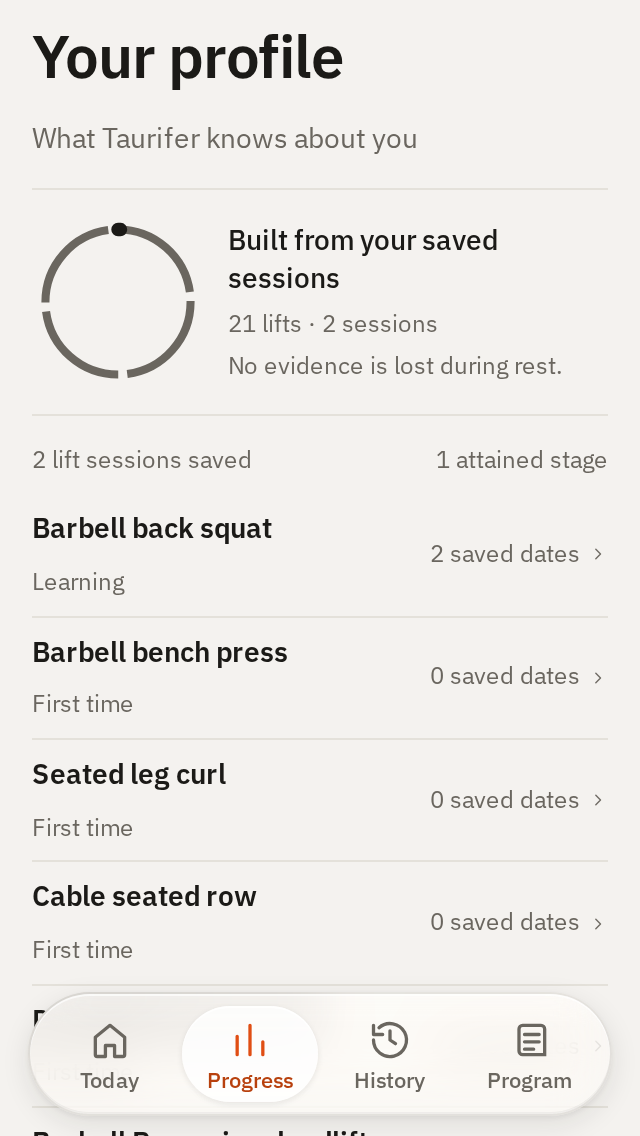 Your profile
What Taurifer knows about you
Built from your saved
sessions
21 lifts · 2 sessions
No evidence is lost during rest.
2 lift sessions saved
1 attained stage
Barbell back squat
2 saved dates
Learning
Barbell bench press
0 saved dates
First time
Seated leg curl
0 saved dates
First time
Cable seated row
0 saved dates
First time
Today
Progress
History
Program